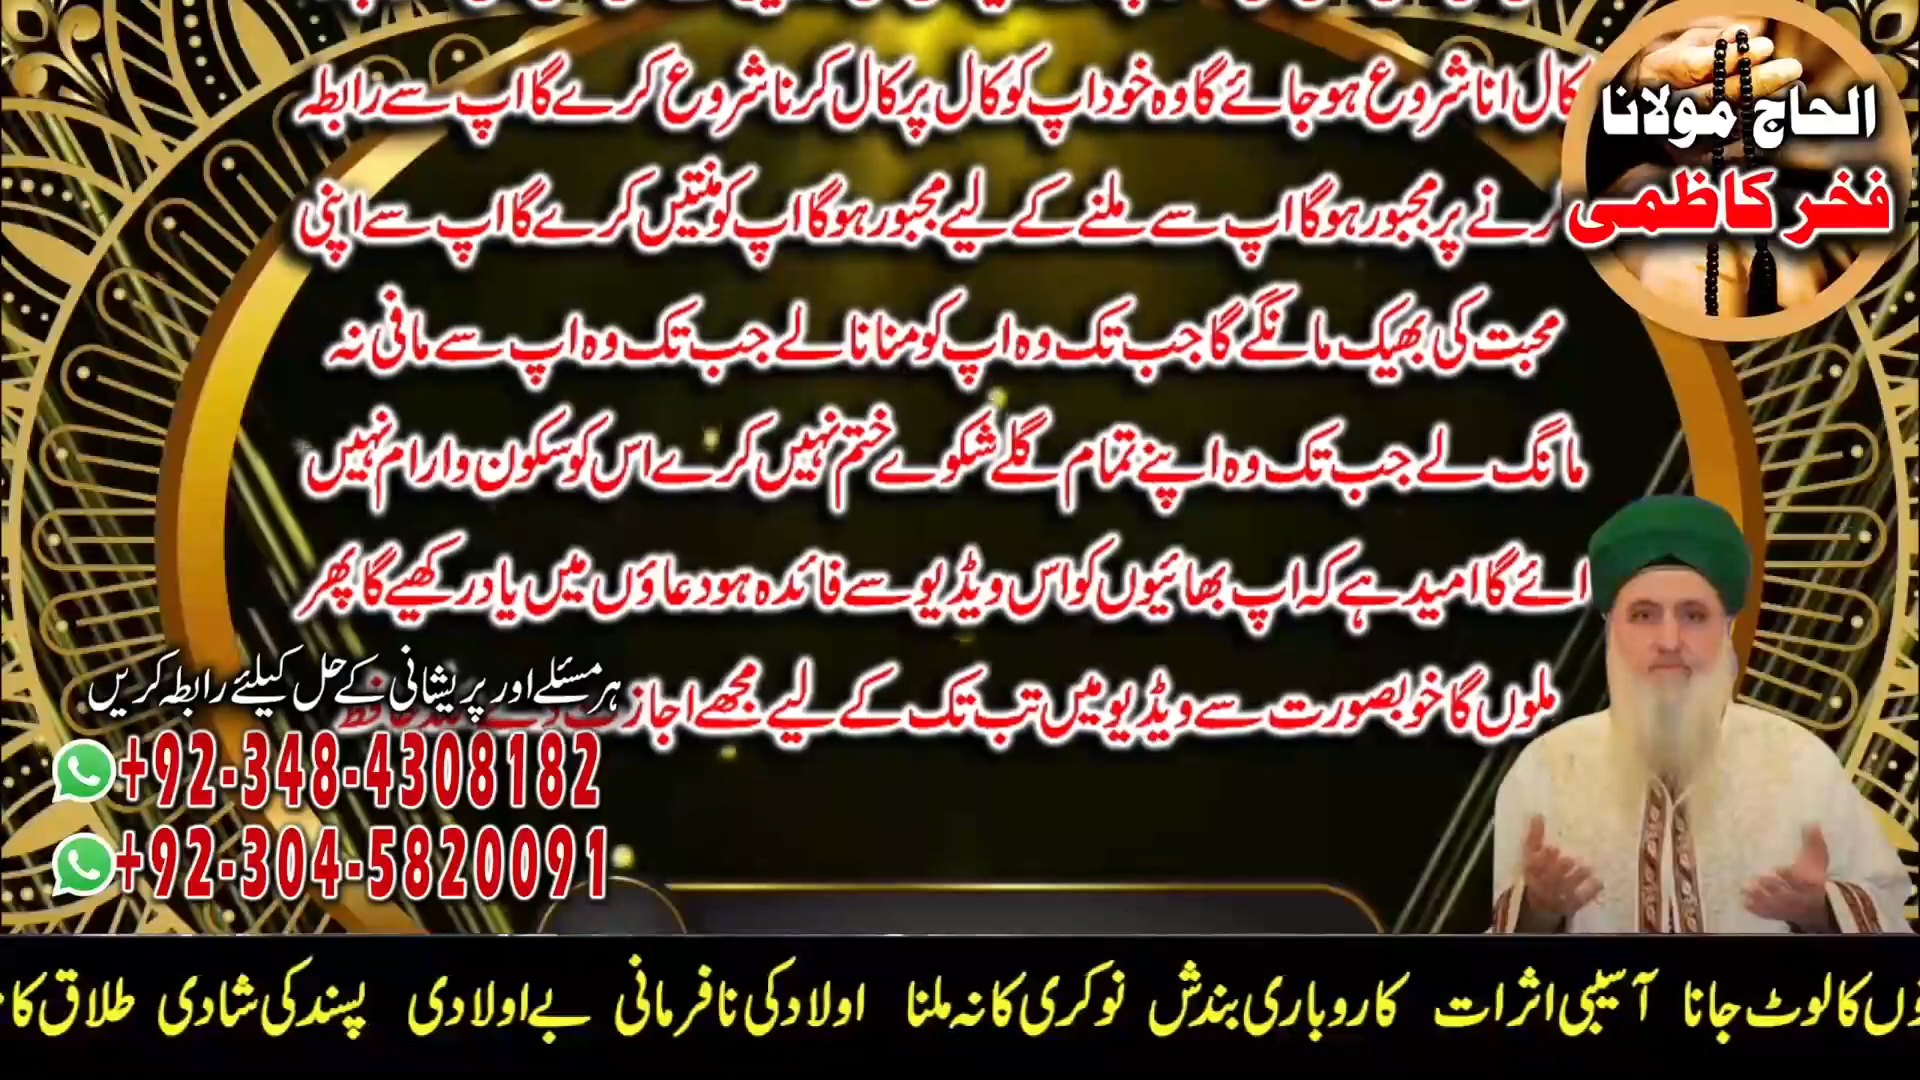 کال انا شروع ہو جائے گا وہ خود اپ کو کال پر کال کرنا شروع کرے گا اپ سے رابطہ
کرنے پر مجبور ہوگا اپ سے ملنے کے لیے مجبور ہوگا اپ کو منتیں کرے گا اپ سے اپنی
محبت کی بھیک مانگے گا جب تک وہ اپ کو منا نا لے جب تک وہ اپ سے مافی نہ
مانگ لے جب تک وہ اپنے تمام گلے شکوے ختم نہیں کرے اس کو سکون و ارام نہیں
ائے گا امید ہے کہ اپ بھائیوں کو اس ویڈیو سے فائدہ ہو دعاؤں میں یاد رکھیے گا پھر
ملوں گا خوبصورت سے ویڈیو میں تب تک کے لیے مجھے اجازت
الحاج مولانا
فخر کاظمی
ہر مسئلے اور پریشانی کے حل کیلئے رابطہ کریں
+92-348-4308182
+92-304-5820091
کا لوٹ جانا آسیبی اثرات کاروباری بندش نوکری کا نہ ملنا اولاد کی نافرمانی بے اولادی پسند کی شادی طلاق کا